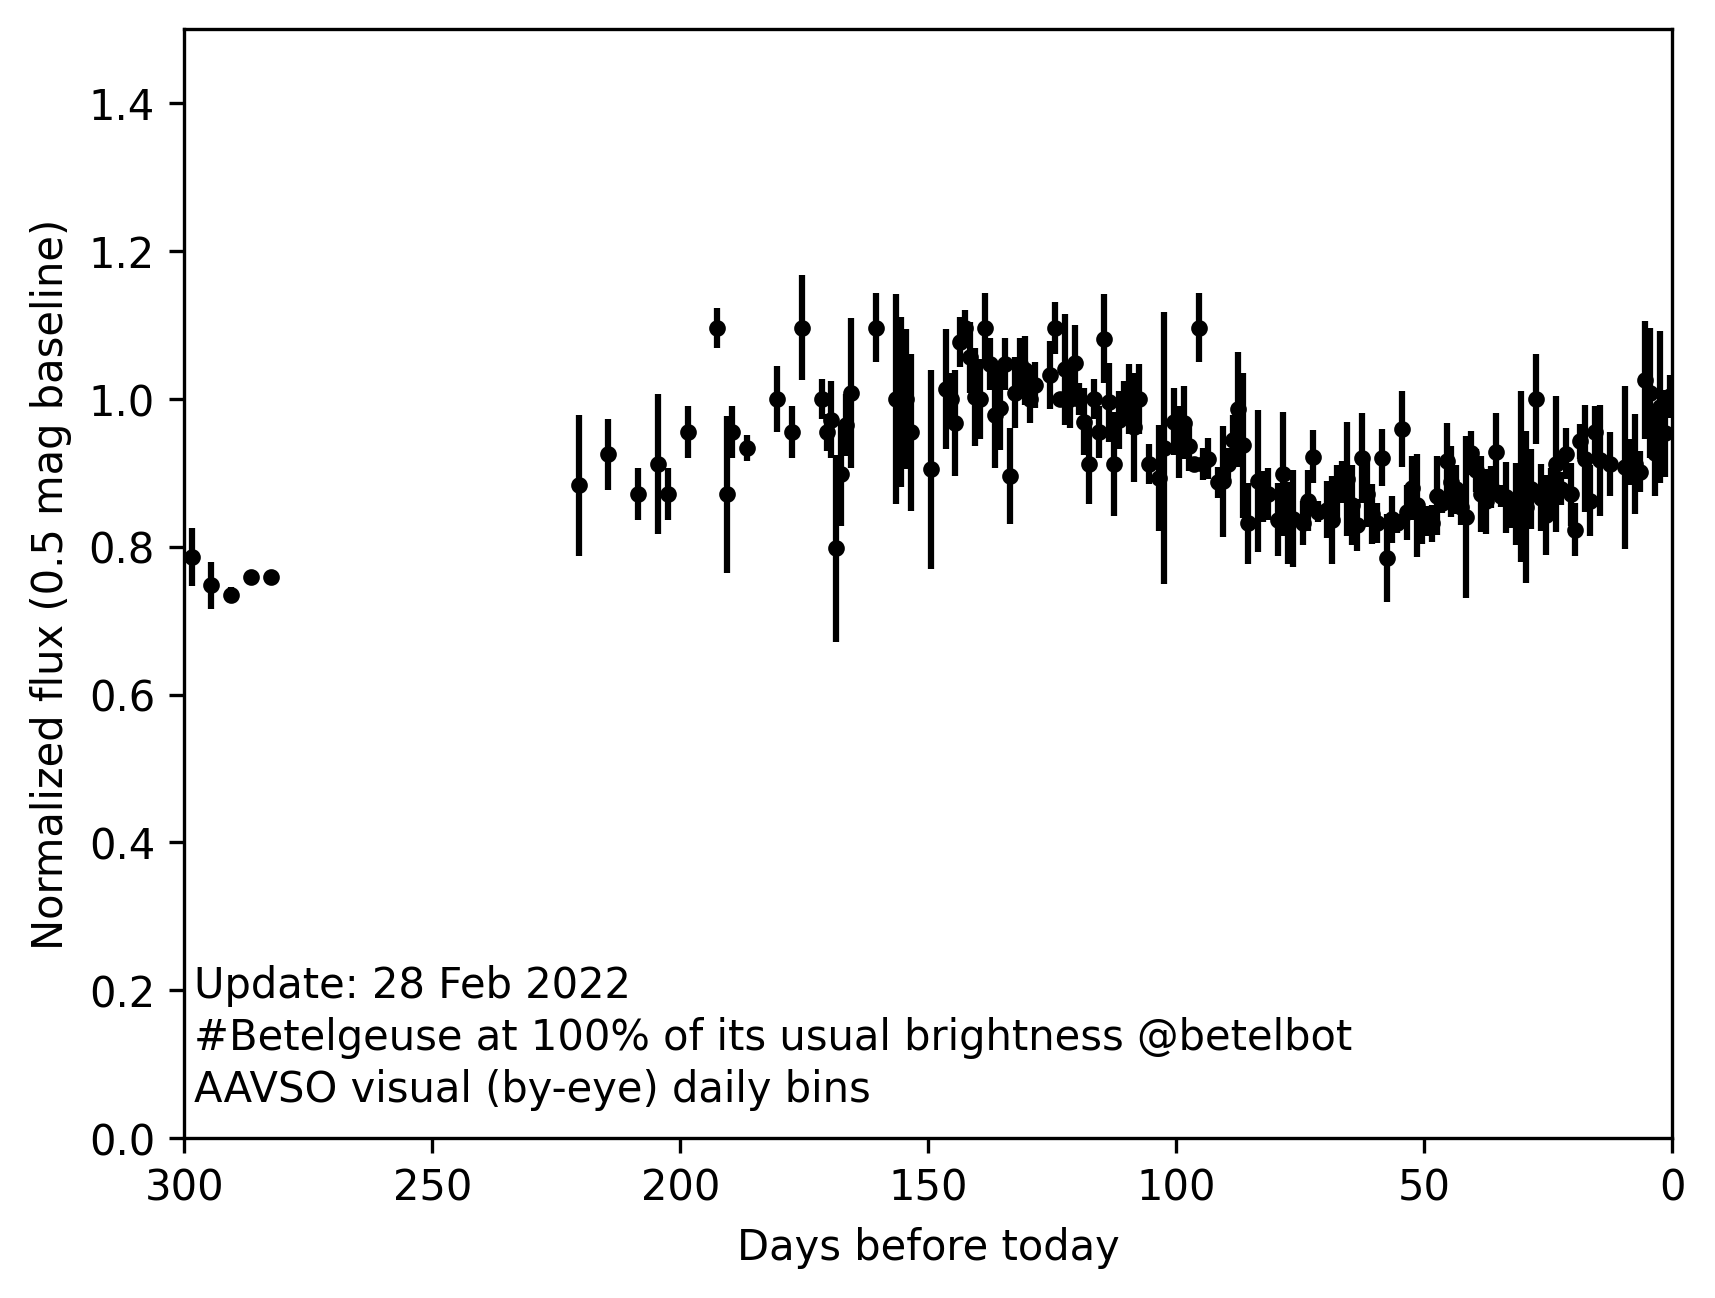 1.4
1.2
1.0
0.8
0.6
0.4
0.2
0.0
Normalized flux (0.5 mag baseline)
Update: 28 Feb 2022
#Betelgeuse at 100% of its usual brightness @betelbot
AAVSO visual (by-eye) daily bins
300 250 200 150 100 50 0
Days before today